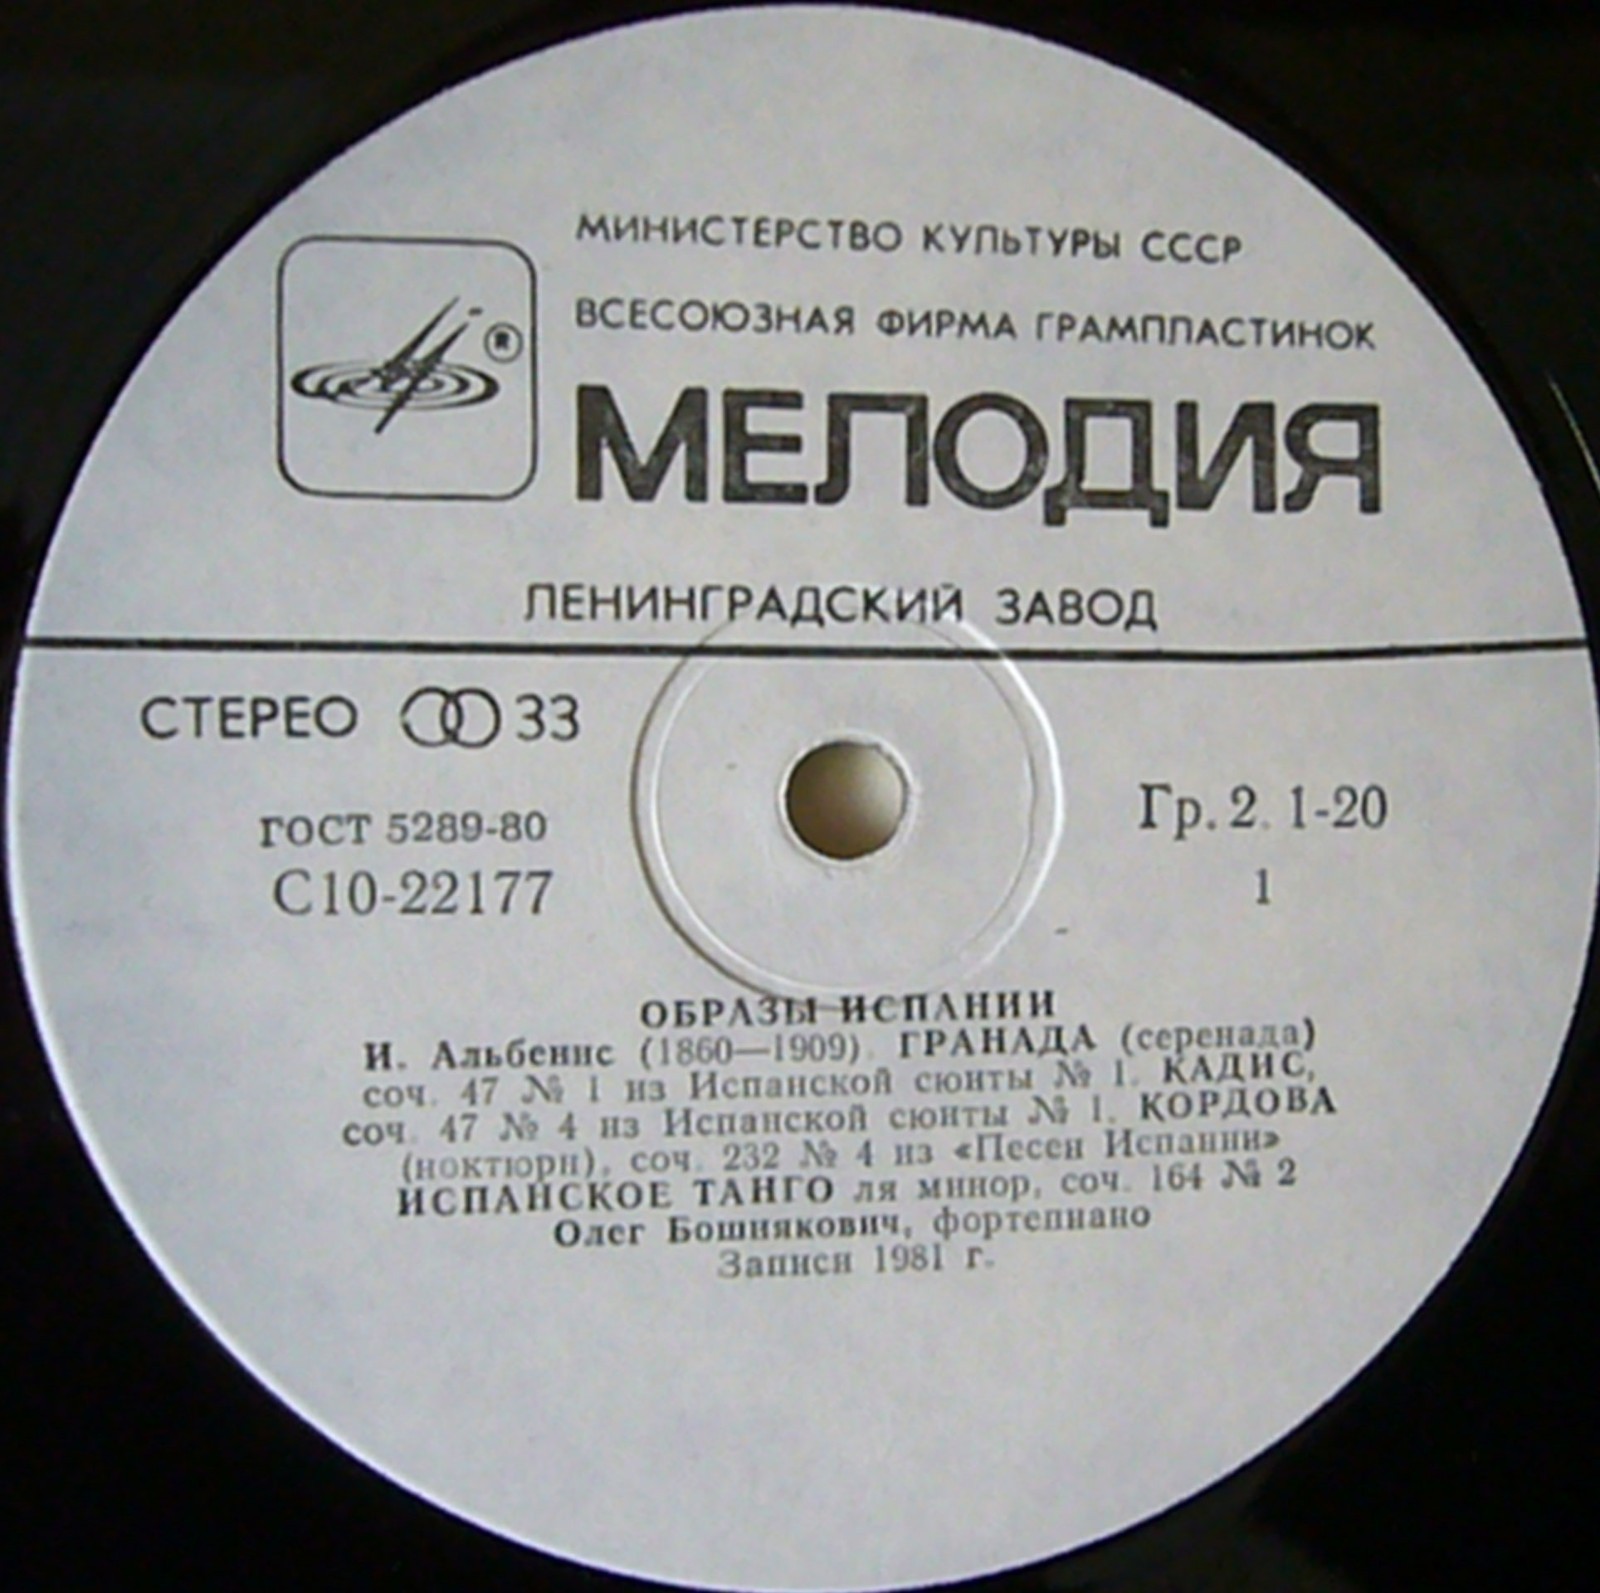 МИНИСТЕРСТВО КУЛЬТУРЫ СССР
ВСЕСОЮЗНАЯ ФИРМА ГРАМПЛАСТИНОК
®
МЕЛОДИЯ
ЛЕНИНГРАДСКИЙ ЗАВОД
СТЕРЕО 33
ГОСТ 5289-80
Гр. 2. 1-20
С10-22177
1
ОБРАЗЫ ИСПАНИИ
И. Альбенис (1860—1909). ГРАНАДА (серенада)
соч. 47 № 1 из Испанской сюиты № 1. КАДИС,
соч. 47 № 4 из Испанской сюиты № 1. КОРДОВА
(ноктюрн), соч. 232 № 4 из «Песен Испании»
ИСПАНСКОЕ ТАНГО ля минор, соч. 164 № 2
Олег Бошнякович, фортепиано
Записи 1981 г.